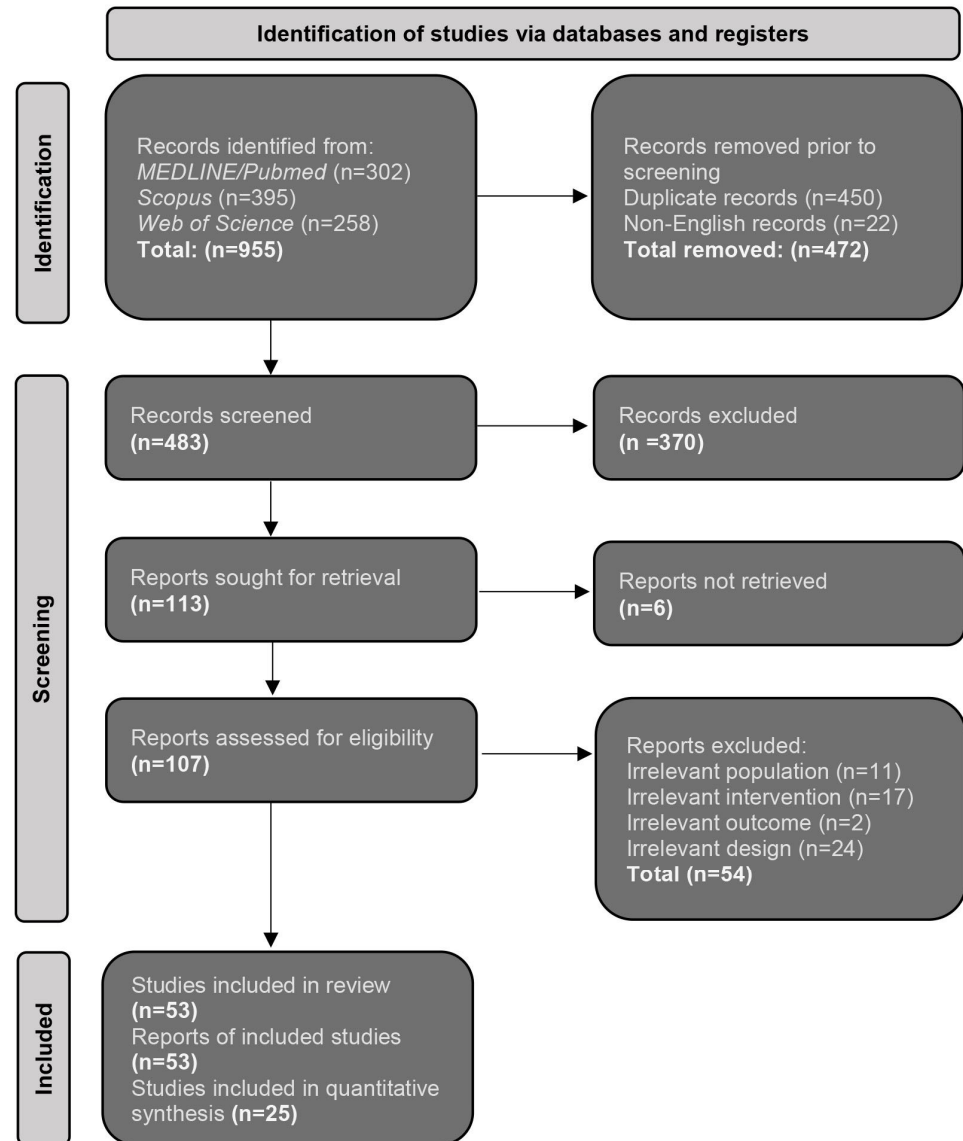 Identification of studies via databases and registers
Identification
Records identified from:
MEDLINE/Pubmed (n=302)
Scopus (n=395)
Web of Science (n=258)
Total: (n=955)
Records removed prior to
screening
Duplicate records (n=450)
Non-English records (n=22)
Total removed: (n=472)
Screening
Records screened
(n=483)
Records excluded
(n =370)
Reports sought for retrieval
(n=113)
Reports not retrieved
(n=6)
Reports assessed for eligibility
(n=107)
Reports excluded:
Irrelevant population (n=11)
Irrelevant intervention (n=17)
Irrelevant outcome (n=2)
Irrelevant design (n=24)
Total (n=54)
Included
Studies included in review
(n=53)
Reports of included studies
(n=53)
Studies included in quantitative
synthesis (n=25)